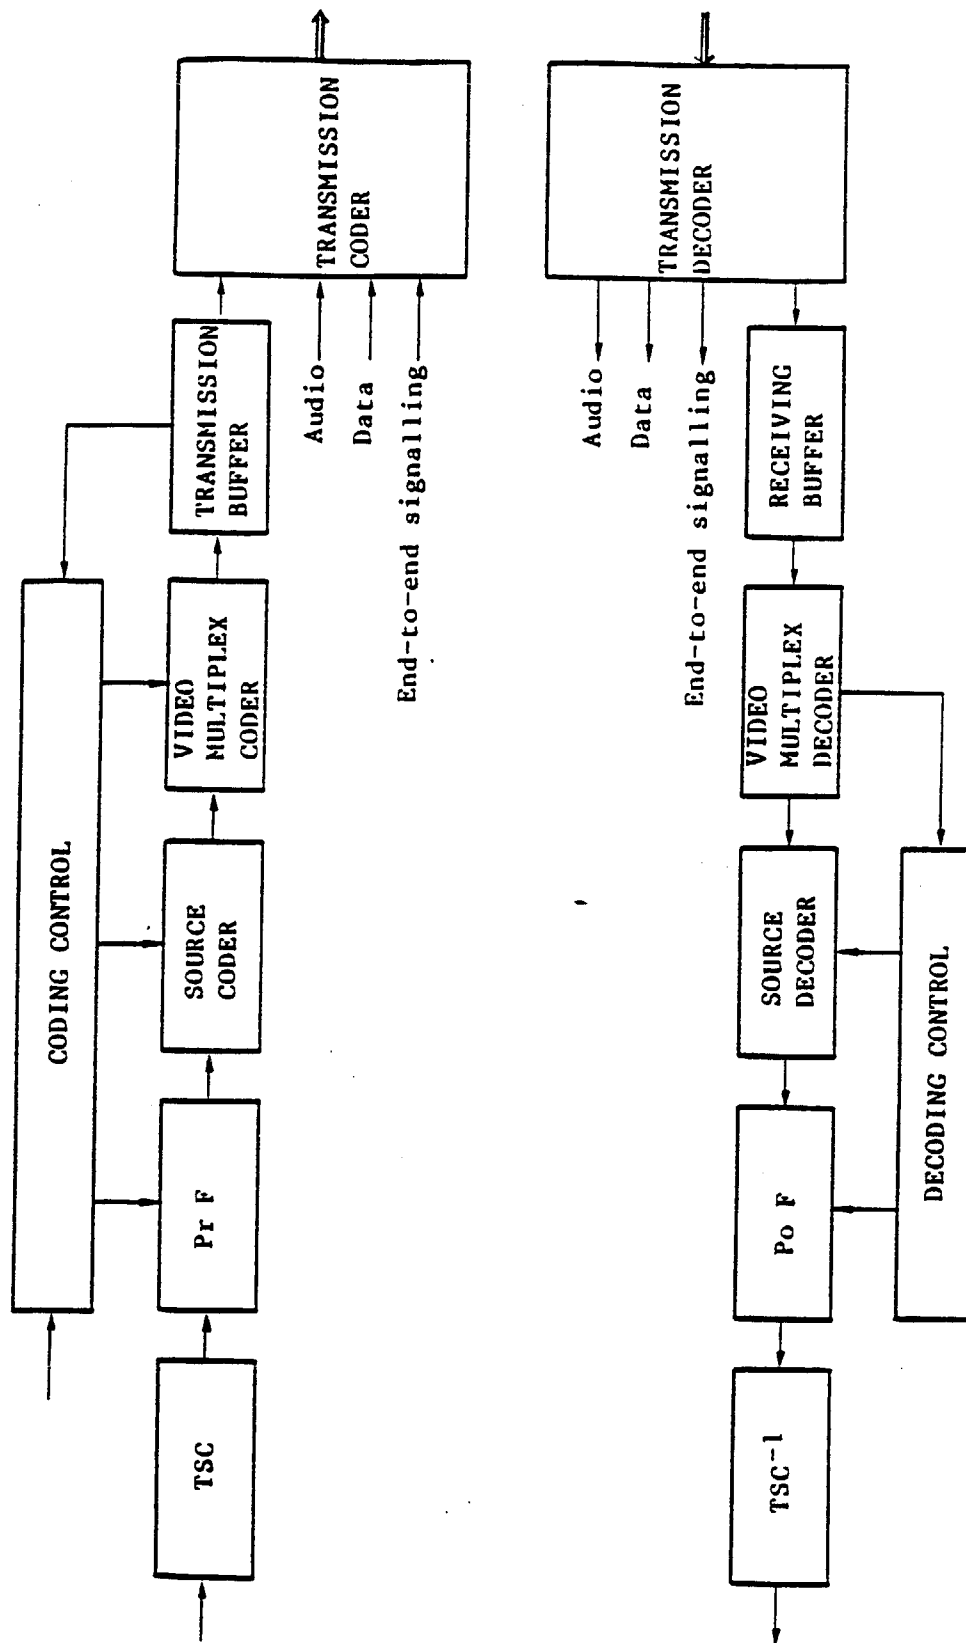 CODING CONTROL
TSC
Pr F
SOURCE
CODER
VIDEO
MULTIPLEX
CODER
TRANSMISSION
BUFFER
TRANSMISSION
CODER
Audio
Data
End-to-end signalling
TRANSMISSION
DECODER
Audio
Data
End-to-end signalling
RECEIVING
BUFFER
VIDEO
MULTIPLEX
DECODER
SOURCE
DECODER
Po F
TSC⁻¹
DECODING CONTROL